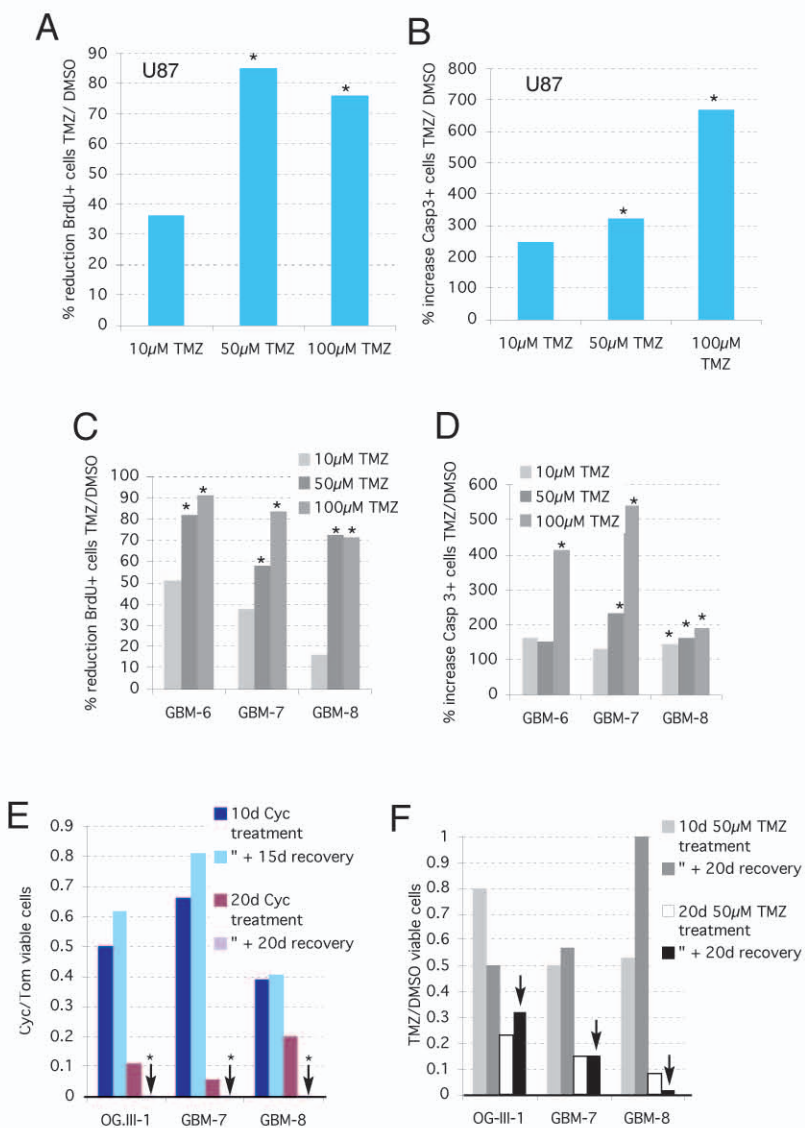 A
% reduction BrdU+ cells TMZ/ DMSO
90
80
70
60
50
40
30
20
10
0
U87
*
*
10µM TMZ 50µM TMZ 100µM TMZ
B
% increase Casp3+ cells TMZ/ DMSO
800
700
600
500
400
300
200
100
0
U87
*
*
10µM TMZ 50µM TMZ 100µM
TMZ
C
% reduction BrdU+ cells TMZ/DMSO
100
90
80
70
60
50
40
30
20
10
0
10µM TMZ
50µM TMZ
100µM TMZ
* *
* *
* *
GBM-6 GBM-7 GBM-8
D
% increase Casp 3+ cells TMZ/DMSO
600
500
400
300
200
100
0
10µM TMZ
50µM TMZ
100µM TMZ
*
* *
* * *
GBM-6 GBM-7 GBM-8
E
Cyc/Tom viable cells
0.9
0.8
0.7
0.6
0.5
0.4
0.3
0.2
0.1
0
10d Cyc
treatment
" + 15d recovery
20d Cyc
treatment
" + 20d recovery
* * *
OG.III-1 GBM-7 GBM-8
F
TMZ/DMSO viable cells
1
0.9
0.8
0.7
0.6
0.5
0.4
0.3
0.2
0.1
0
10d 50µM TMZ
treatment
" + 20d recovery
20d 50µM TMZ
treatment
" + 20d recovery
OG-III-1 GBM-7 GBM-8